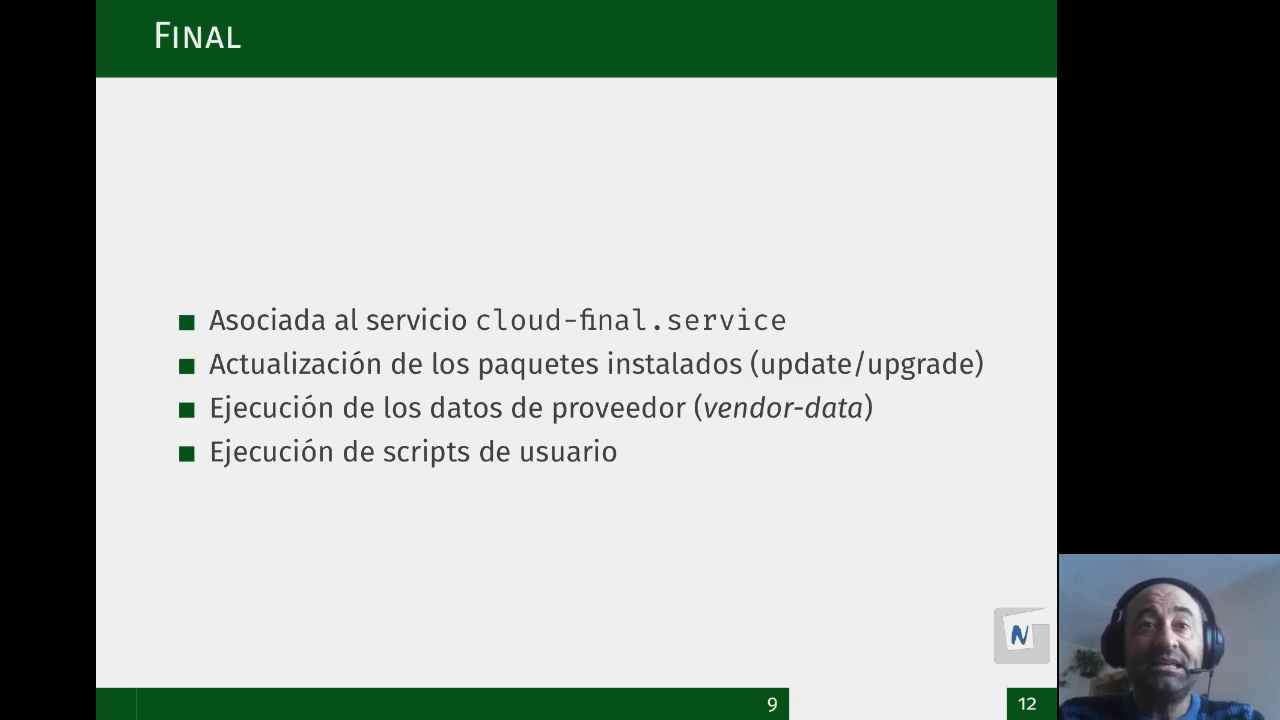 Final
Asociada al servicio cloud-final.service
Actualización de los paquetes instalados (update/upgrade)
Ejecución de los datos de proveedor (vendor-data)
Ejecución de scripts de usuario
N
9
12